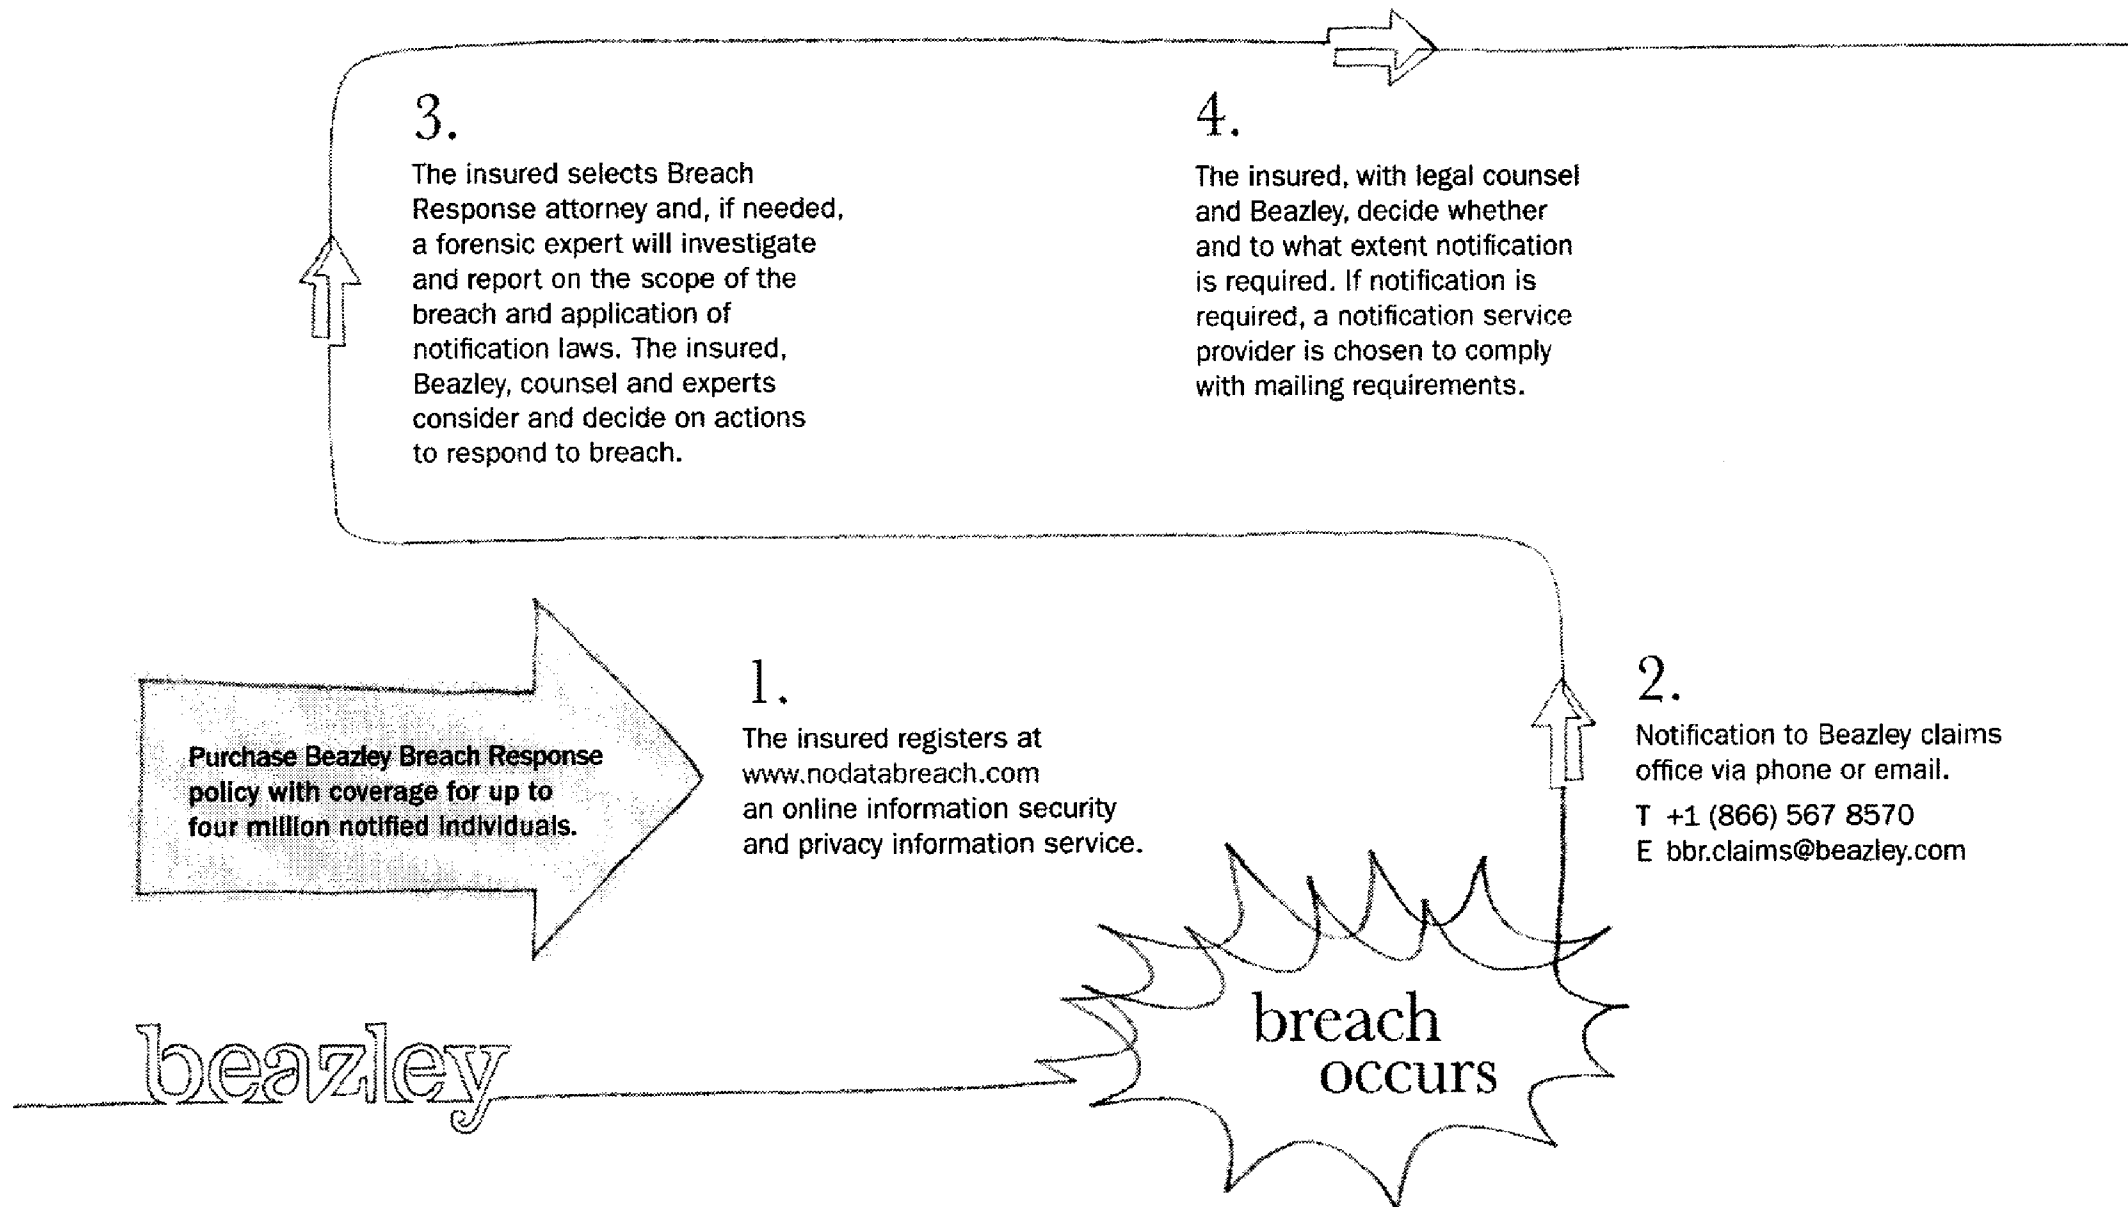 3.
The insured selects Breach
Response attorney and, if needed,
a forensic expert will investigate
and report on the scope of the
breach and application of
notification laws. The insured,
Beazley, counsel and experts
consider and decide on actions
to respond to breach.
4.
The insured, with legal counsel
and Beazley, decide whether
and to what extent notification
is required. If notification is
required, a notification service
provider is chosen to comply
with mailing requirements.
Purchase Beazley Breach Response
policy with coverage for up to
four million notified individuals.
1.
The insured registers at
www.nodatabreach.com
an online information security
and privacy information service.
2.
Notification to Beazley claims
office via phone or email.
T +1 (866) 567 8570
E bbr.claims@beazley.com
breach
occurs
beazley